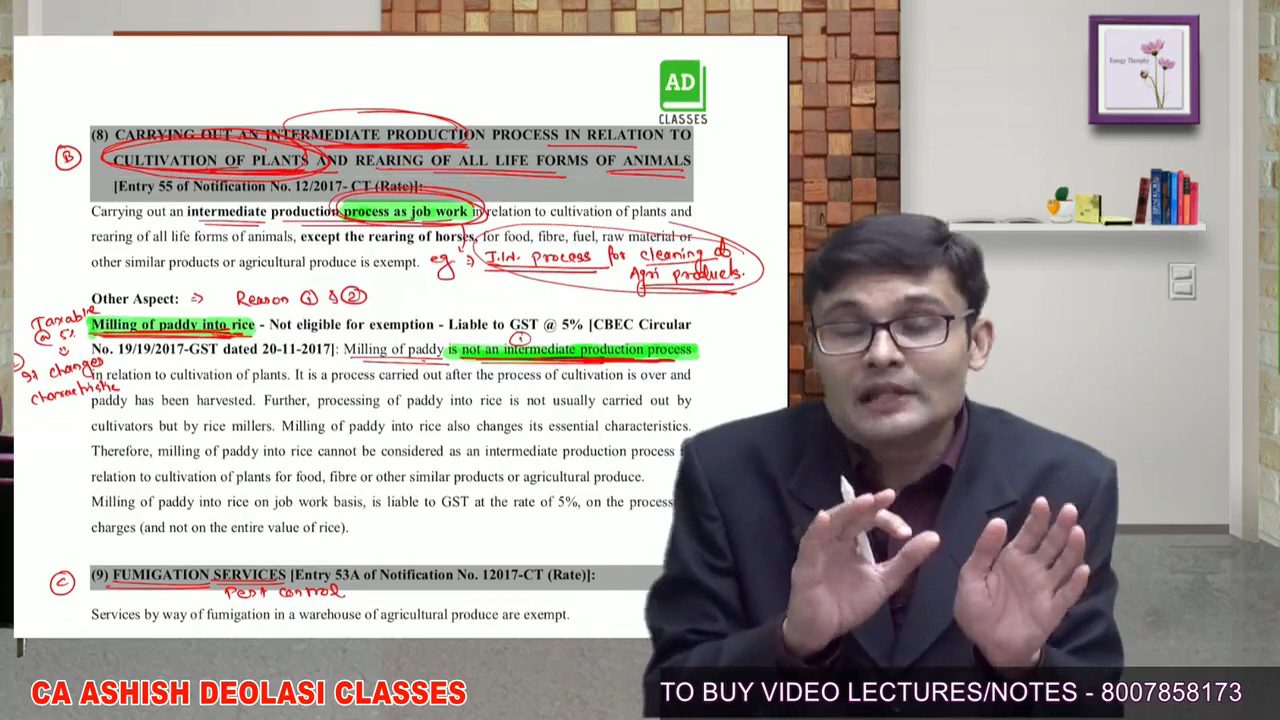 AD
CLASSES
Energy Therophy
(8) CARRYING OUT AN INTERMEDIATE PRODUCTION PROCESS IN RELATION TO
B
CULTIVATION OF PLANTS AND REARING OF ALL LIFE FORMS OF ANIMALS
[Entry 55 of Notification No. 12/2017- CT (Rate)]:
Carrying out an intermediate production process as job work in relation to cultivation of plants and
rearing of all life forms of animals, except the rearing of horses, for food, fibre, fuel, raw material or
other similar products or agricultural produce is exempt.
eg => J.W. process for cleaning of
Agri products.
Other Aspect: => Reason 1 & 2
Taxable
@ 5%
Milling of paddy into rice - Not eligible for exemption - Liable to GST @ 5% [CBEC Circular
1
No. 19/19/2017-GST dated 20-11-2017]: Milling of paddy is not an intermediate production process
It changed
characteristic
in relation to cultivation of plants. It is a process carried out after the process of cultivation is over and
paddy has been harvested. Further, processing of paddy into rice is not usually carried out by
cultivators but by rice millers. Milling of paddy into rice also changes its essential characteristics.
Therefore, milling of paddy into rice cannot be considered as an intermediate production process
relation to cultivation of plants for food, fibre or other similar products or agricultural produce.
Milling of paddy into rice on job work basis, is liable to GST at the rate of 5%, on the process
charges (and not on the entire value of rice).
C
(9) FUMIGATION SERVICES [Entry 53A of Notification No. 12017-CT (Rate)]:
Pest control
Services by way of fumigation in a warehouse of agricultural produce are exempt.
CA ASHISH DEOLASI CLASSES
TO BUY VIDEO LECTURES/NOTES - 8007858173